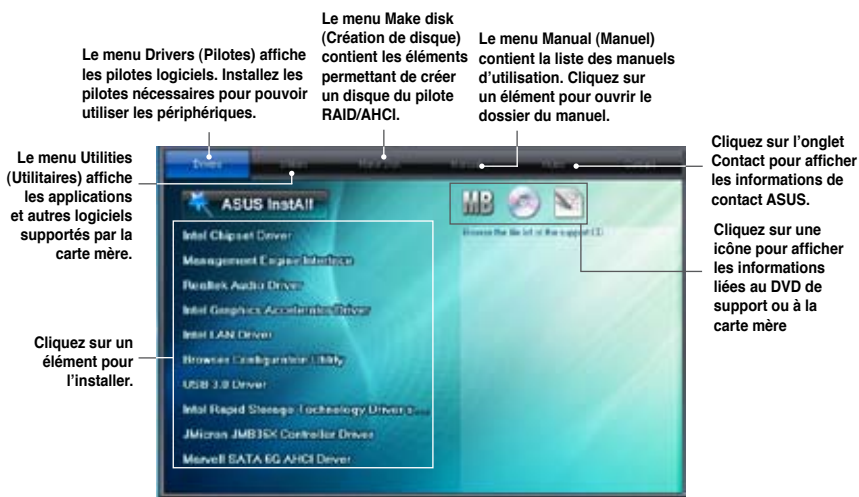 Le menu Drivers (Pilotes) affiche
les pilotes logiciels. Installez les
pilotes nécessaires pour pouvoir
utiliser les périphériques.
Le menu Make disk
(Création de disque)
contient les éléments
permettant de créer
un disque du pilote
RAID/AHCI.
Le menu Manual (Manuel)
contient la liste des manuels
d'utilisation. Cliquez sur
un élément pour ouvrir le
dossier du manuel.
Cliquez sur l'onglet
Contact pour afficher
les informations de
contact ASUS.
Cliquez sur une
icône pour afficher
les informations
liées au DVD de
support ou à la
carte mère
Le menu Utilities
(Utilitaires) affiche
les applications
et autres logiciels
supportés par la
carte mère.
Cliquez sur un
élément pour
l'installer.
Drivers
ASUS InstAll
MB
Intel Chipset Driver
Management Engine Interface
Realtek Audio Driver
Intel Graphics Accelerator Driver
Intel LAN Driver
Browser Configuration Utility
USB 3.0 Driver
Intel Rapid Storage Technology Driver s...
JMicron JMB36X Controller Driver
Marvell SATA 6G AHCI Driver